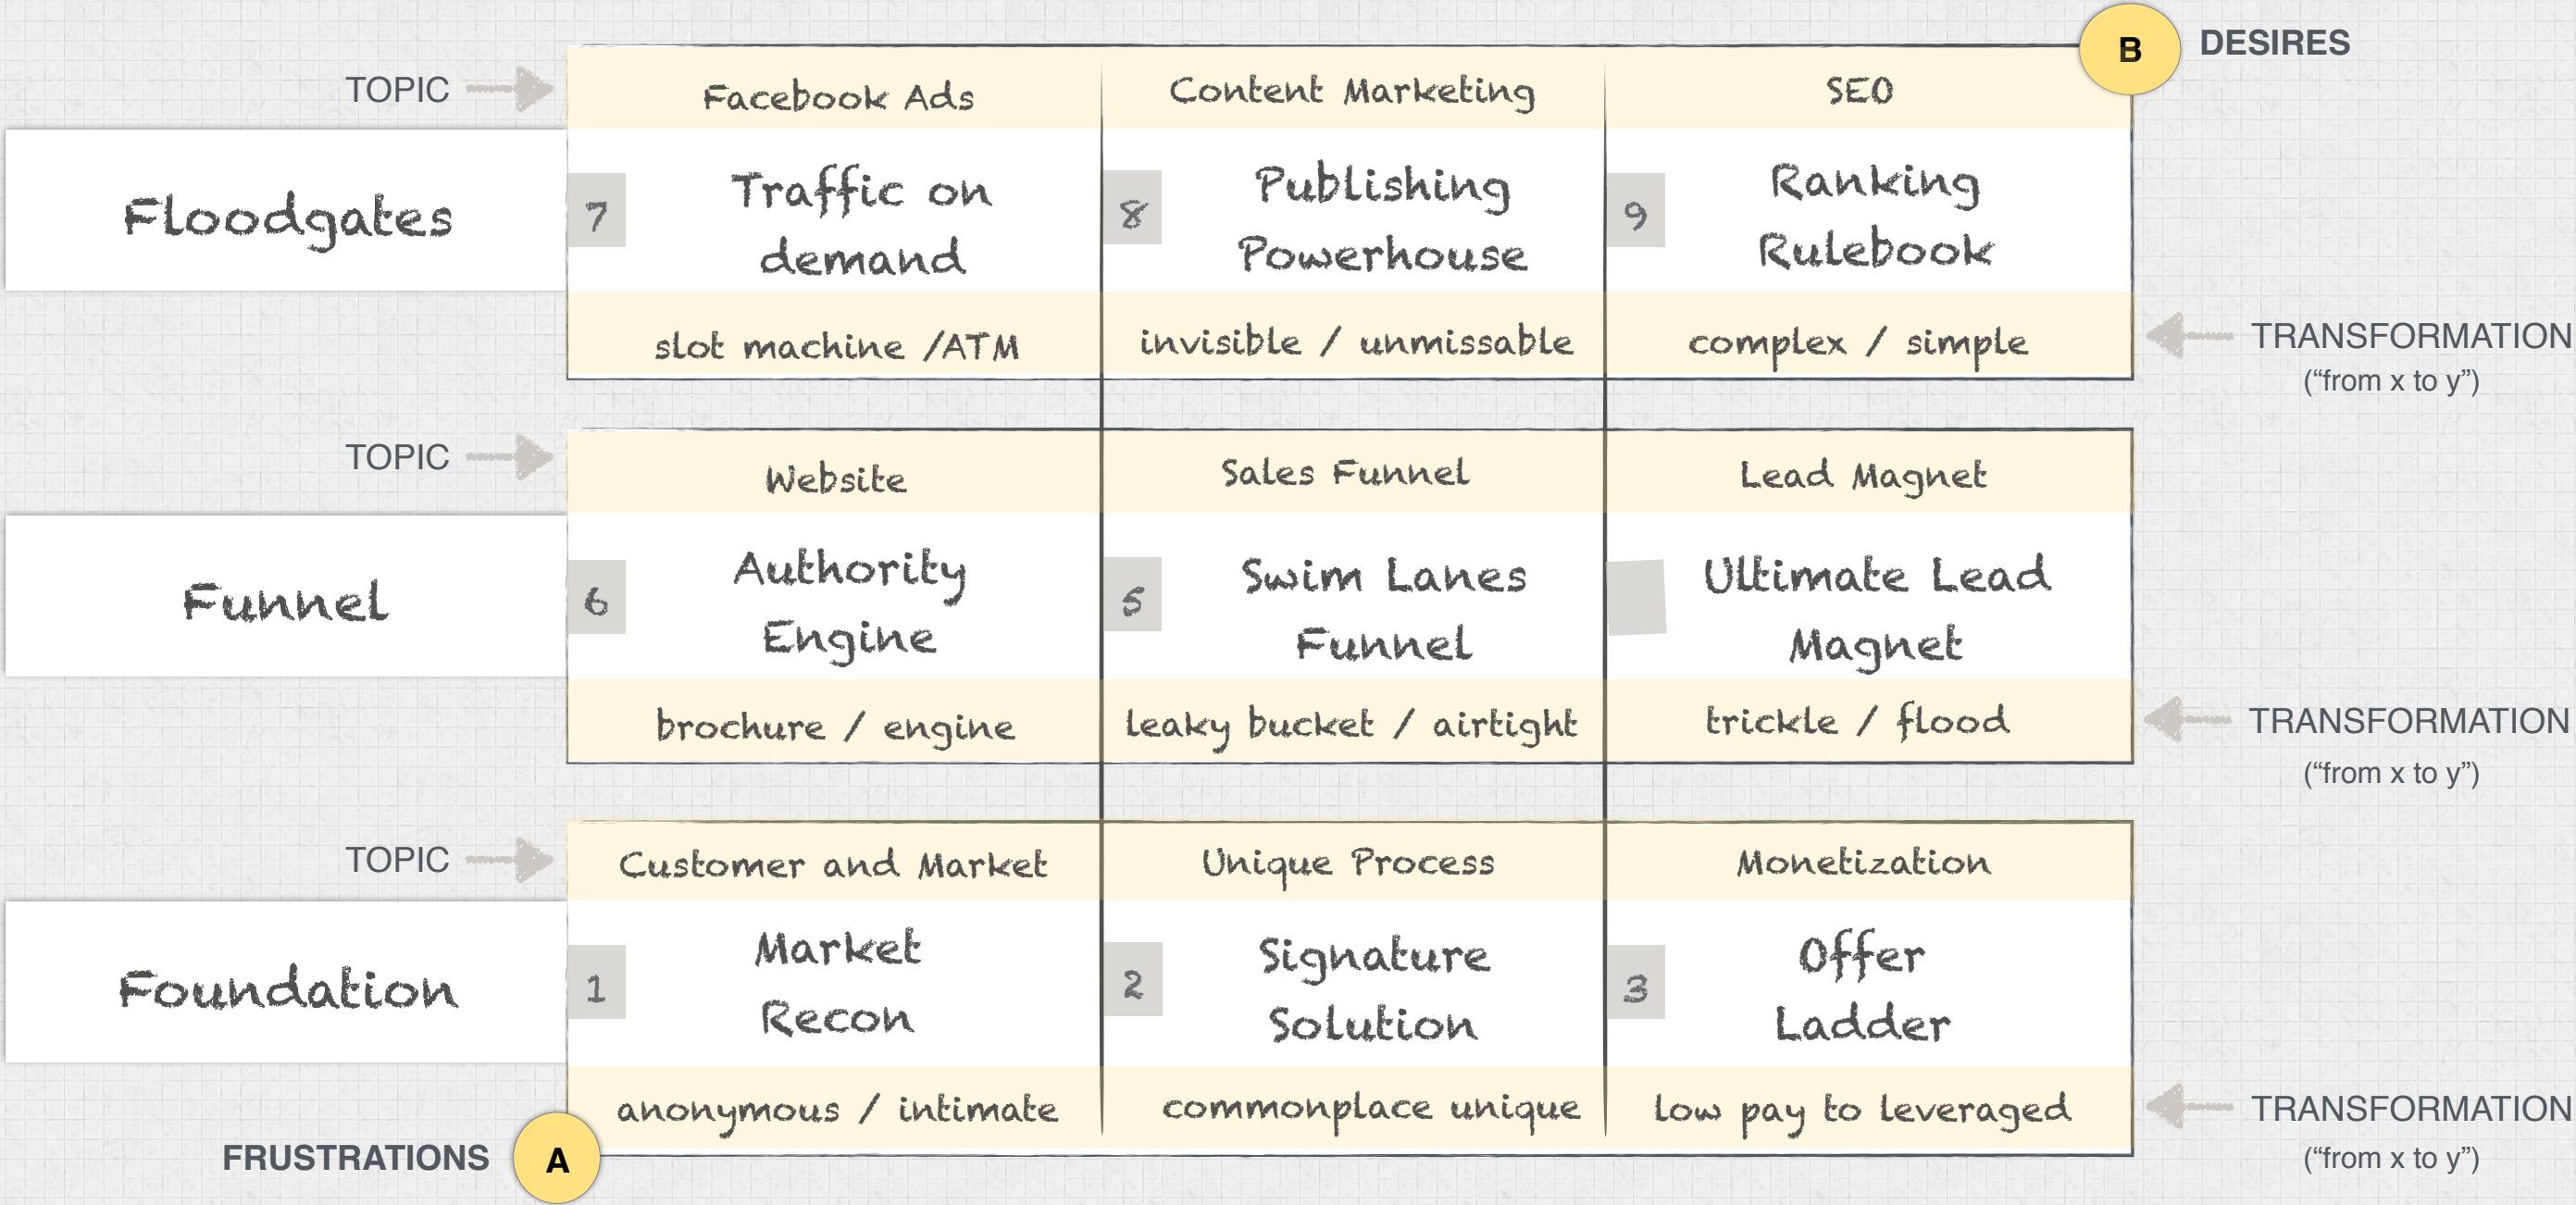 B
DESIRES
TOPIC
Facebook Ads
Content Marketing
SEO
Floodgates
7
Traffic on
demand
8
Publishing
Powerhouse
9
Ranking
Rulebook
slot machine /ATM
invisible / unmissable
complex / simple
TRANSFORMATION
(“from x to y”)
TOPIC
Website
Sales Funnel
Lead Magnet
Funnel
6
Authority
Engine
5
Swim Lanes
Funnel
Ultimate Lead
Magnet
brochure / engine
leaky bucket / airtight
trickle / flood
TRANSFORMATION
(“from x to y”)
TOPIC
Customer and Market
Unique Process
Monetization
Foundation
1
Market
Recon
2
Signature
Solution
3
Offer
Ladder
anonymous / intimate
commonplace unique
low pay to leveraged
TRANSFORMATION
(“from x to y”)
FRUSTRATIONS
A